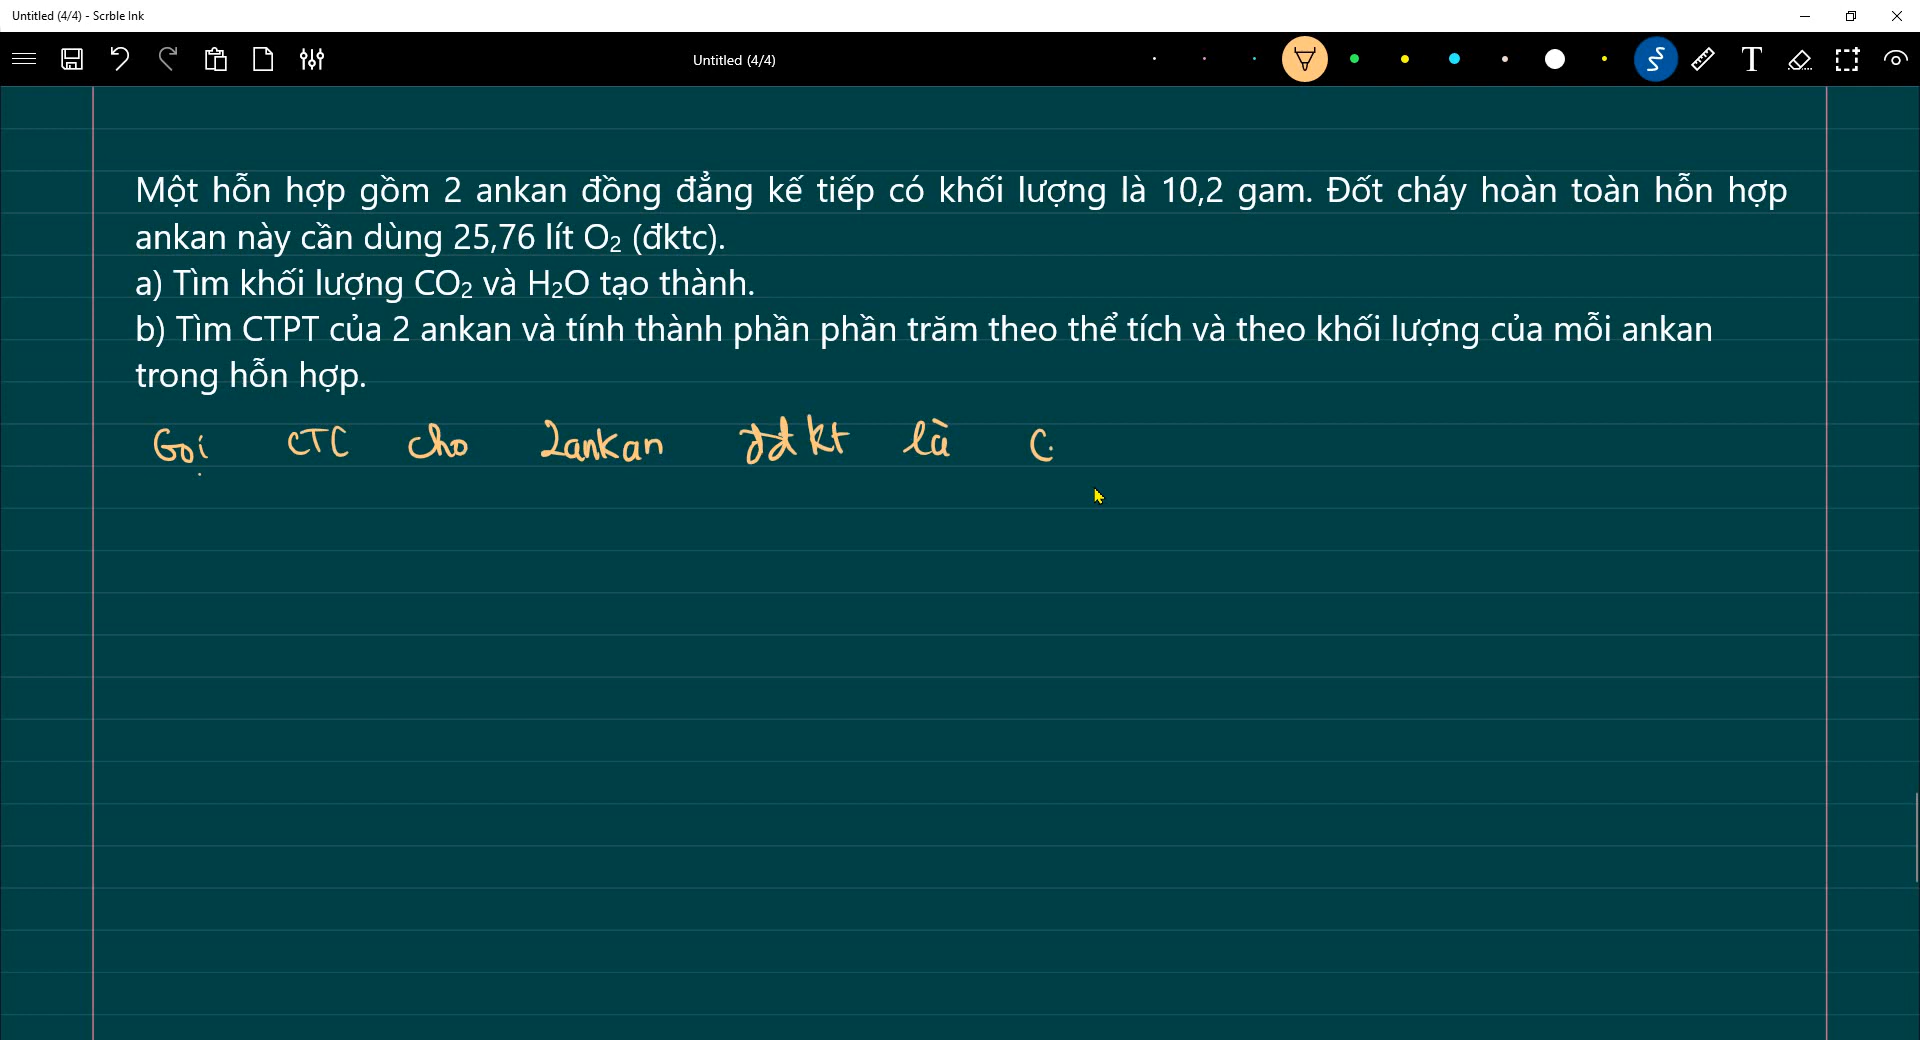 Untitled (4/4) - Scrble Ink
Untitled (4/4)
T
Một hỗn hợp gồm 2 ankan đồng đẳng kế tiếp có khối lượng là 10,2 gam. Đốt cháy hoàn toàn hỗn hợp
ankan này cần dùng 25,76 lít O₂ (đktc).
a) Tìm khối lượng CO₂ và H₂O tạo thành.
b) Tìm CTPT của 2 ankan và tính thành phần phần trăm theo thể tích và theo khối lượng của mỗi ankan
trong hỗn hợp.
Gọi CTC cho 2ankan đđkt là C